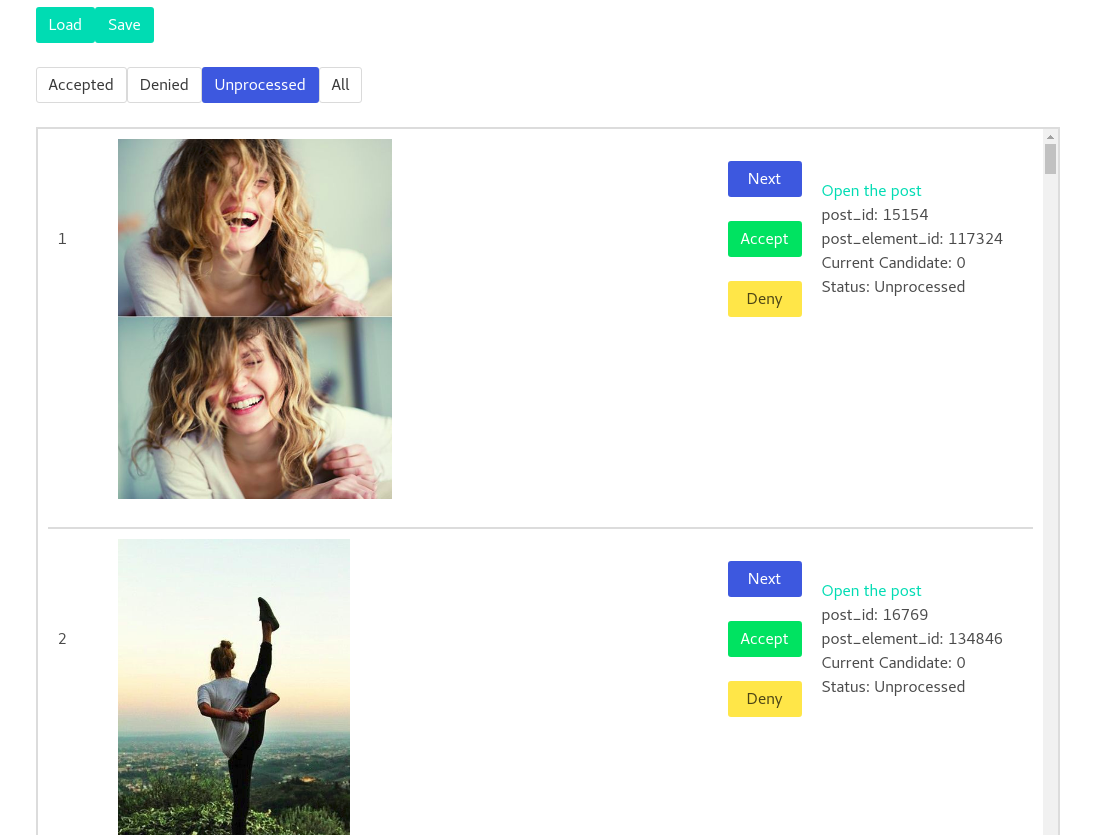 Load Save
Accepted Denied Unprocessed All
1
Next
Accept
Deny
Open the post
post_id: 15154
post_element_id: 117324
Current Candidate: 0
Status: Unprocessed
2
Next
Accept
Deny
Open the post
post_id: 16769
post_element_id: 134846
Current Candidate: 0
Status: Unprocessed